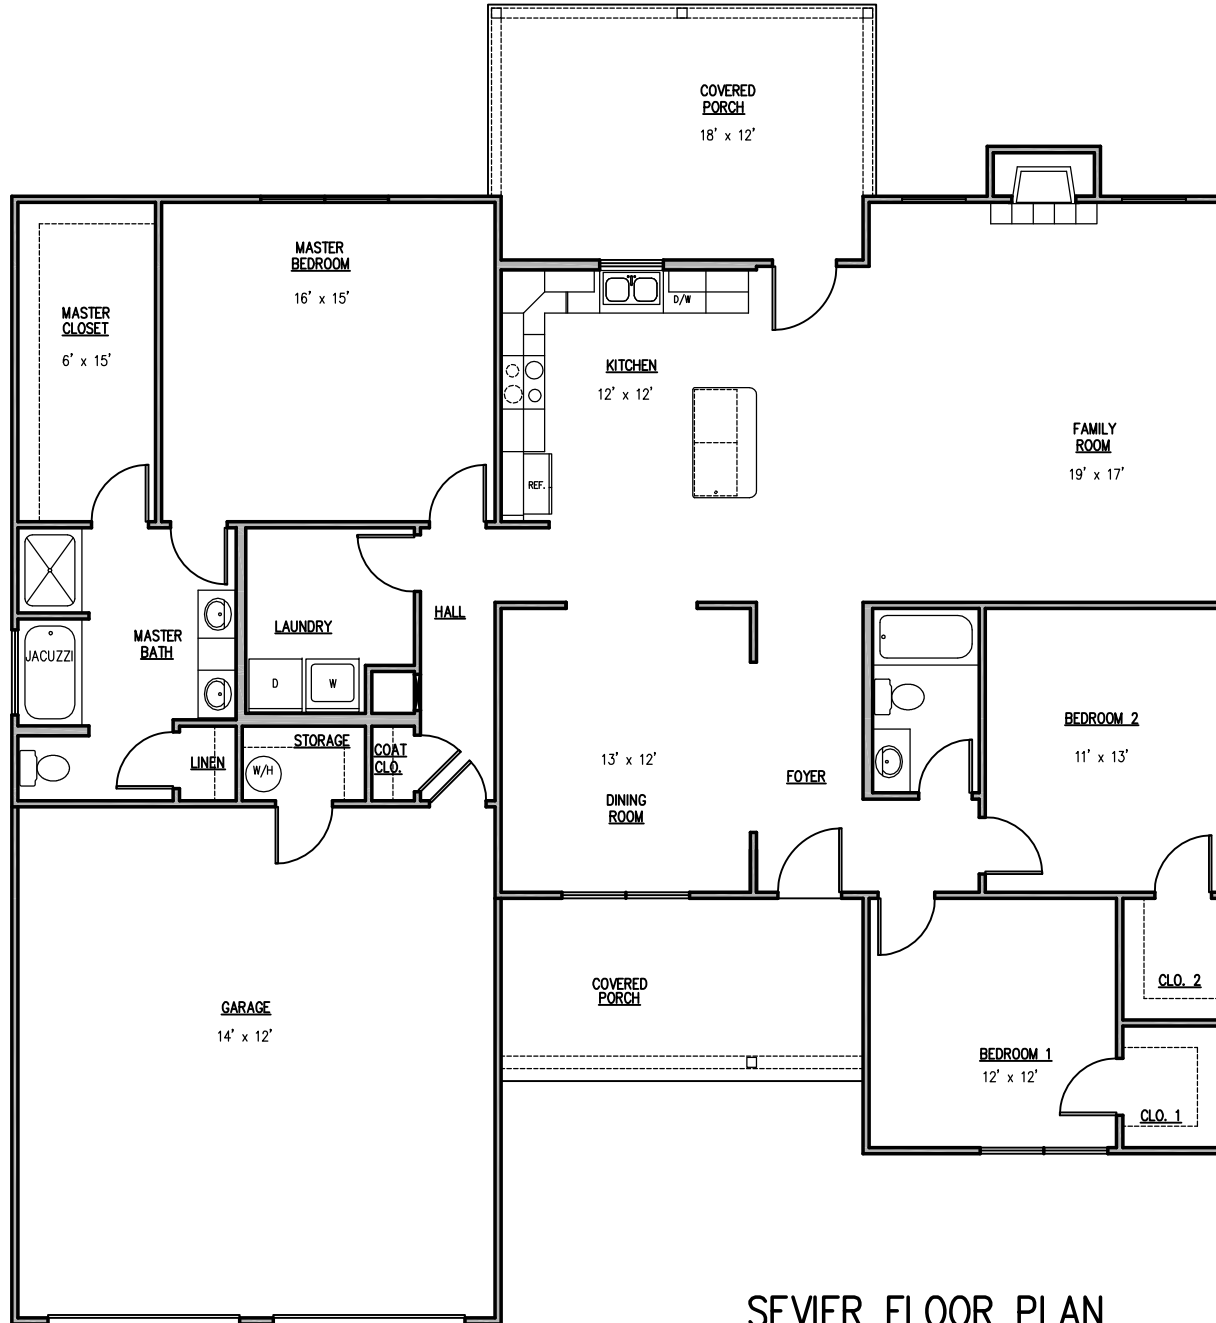 COVERED
PORCH
18' x 12'
MASTER
BEDROOM
16' x 15'
MASTER
CLOSET
6' x 15'
D/W
KITCHEN
12' x 12'
FAMILY
ROOM
19' x 17'
REF.
HALL
LAUNDRY
MASTER
BATH
JACUZZI
D
W
BEDROOM 2
11' x 13'
STORAGE
COAT
CLO.
LINEN
W/H
13' x 12'
DINING
ROOM
FOYER
COVERED
PORCH
CLO. 2
GARAGE
14' x 12'
BEDROOM 1
12' x 12'
CLO. 1
SEVIER FLOOR PLAN